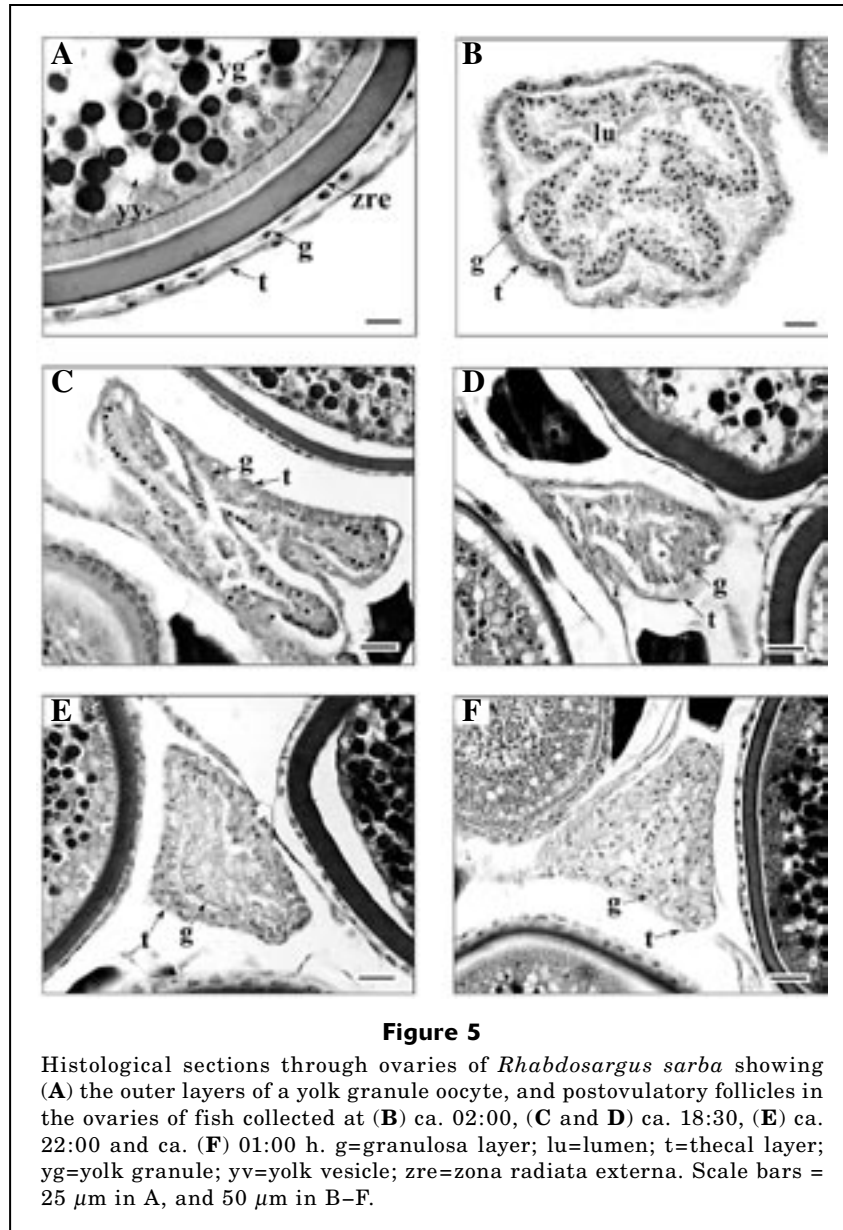 A
yg
yv
zre
g
t
B
lu
g
t
C
g
t
D
g
t
E
t
g
F
g
t
Figure 5
Histological sections through ovaries of Rhabdosargus sarba showing
(A) the outer layers of a yolk granule oocyte, and postovulatory follicles in
the ovaries of fish collected at (B) ca. 02:00, (C and D) ca. 18:30, (E) ca.
22:00 and ca. (F) 01:00 h. g=granulosa layer; lu=lumen; t=thecal layer;
yg=yolk granule; yv=yolk vesicle; zre=zona radiata externa. Scale bars =
25 μm in A, and 50 μm in B–F.